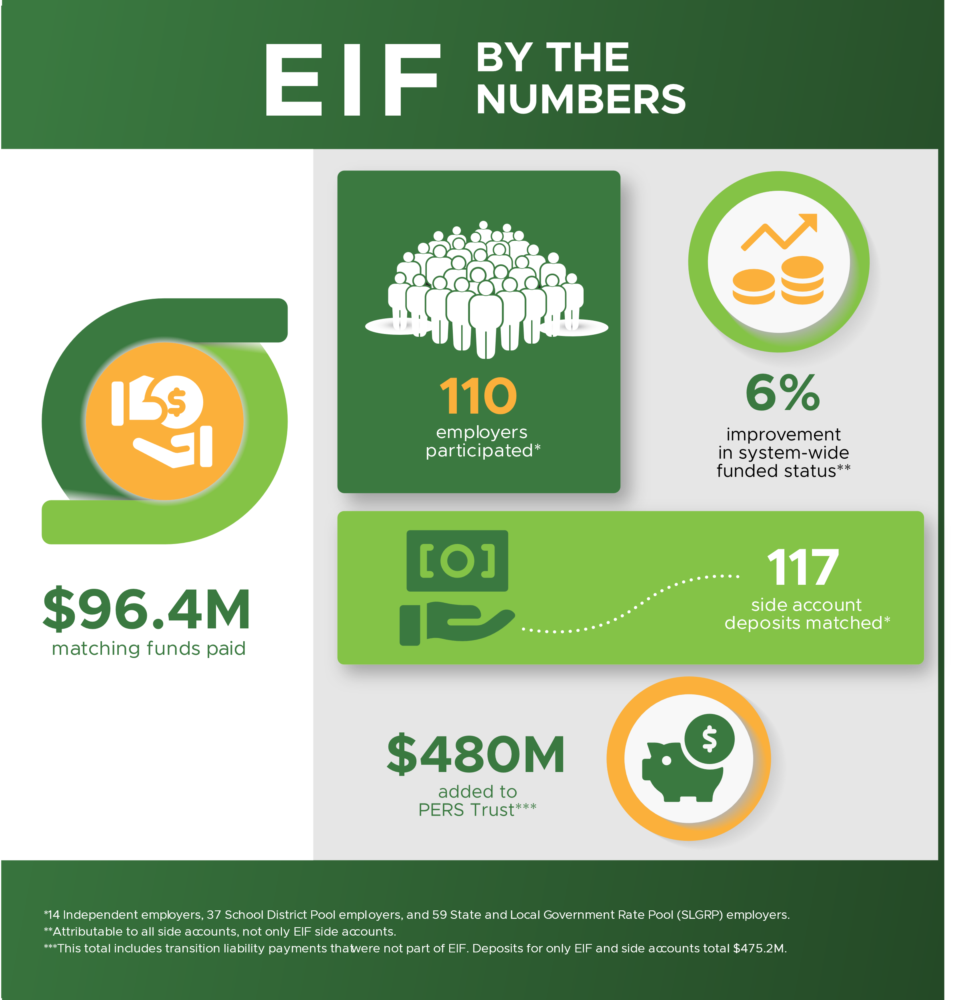 EIF BY THE
NUMBERS
$96.4M
matching funds paid
110
employers
participated*
6%
improvement
in system-wide
funded status**
117
side account
deposits matched*
$480M
added to
PERS Trust***
*14 Independent employers, 37 School District Pool employers, and 59 State and Local Government Rate Pool (SLGRP) employers.
**Attributable to all side accounts, not only EIF side accounts.
***This total includes transition liability payments that were not part of EIF. Deposits for only EIF and side accounts total $475.2M.